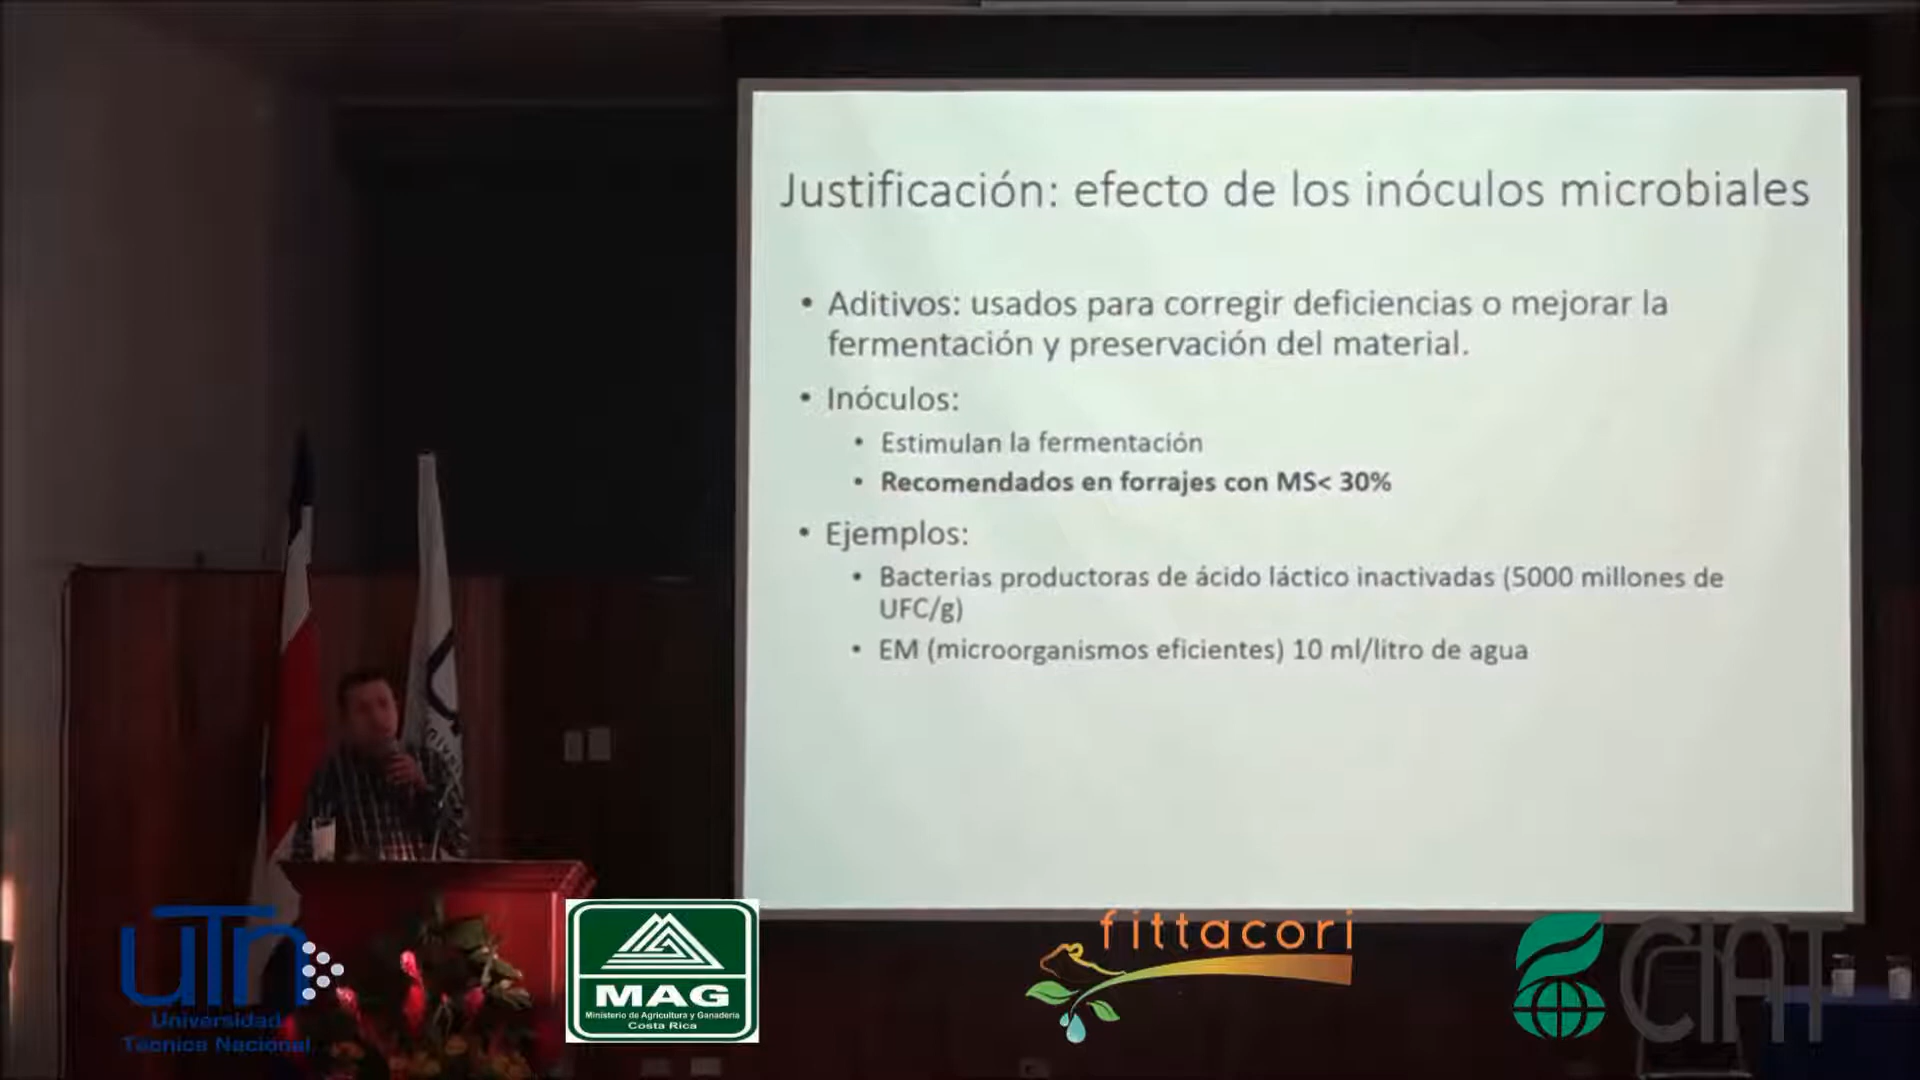 Justificación: efecto de los inóculos microbiales
• Aditivos: usados para corregir deficiencias o mejorar la
fermentación y preservación del material.
• Inóculos:
• Estimulan la fermentación
• Recomendados en forrajes con MS< 30%
• Ejemplos:
• Bacterias productoras de ácido láctico inactivadas (5000 millones de
UFC/g)
• EM (microorganismos eficientes) 10 ml/litro de agua
UTN
Universidad
Técnica Nacional
MAG
Ministerio de Agricultura y Ganadería
Costa Rica
fittacori
CIAT